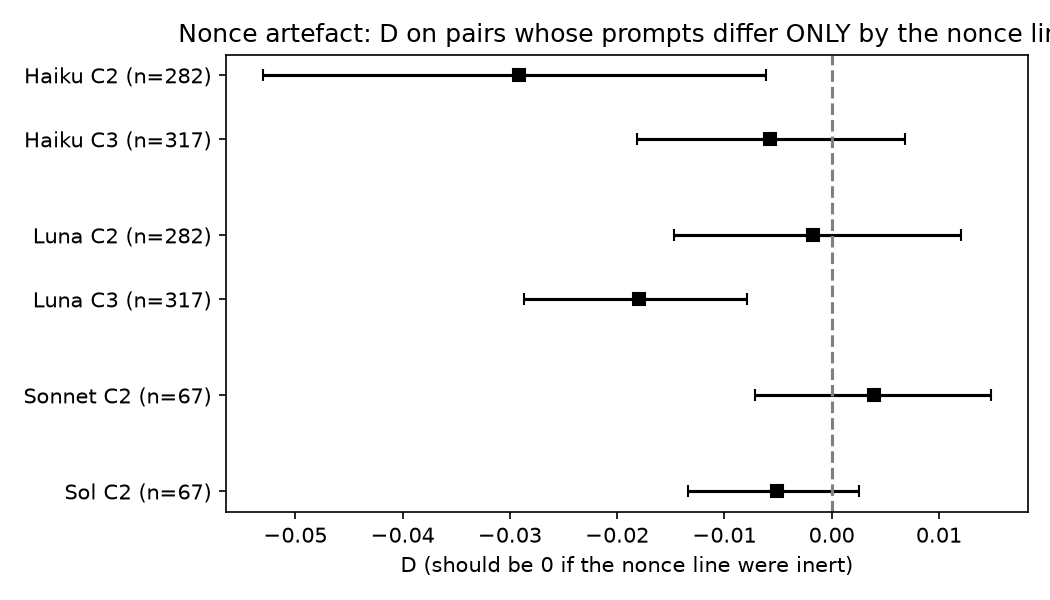 Nonce artefact: D on pairs whose prompts differ ONLY by the nonce
Haiku C2 (n=282)
Haiku C3 (n=317)
Luna C2 (n=282)
Luna C3 (n=317)
Sonnet C2 (n=67)
Sol C2 (n=67)
−0.05 −0.04 −0.03 −0.02 −0.01 0.00 0.01
D (should be 0 if the nonce line were inert)